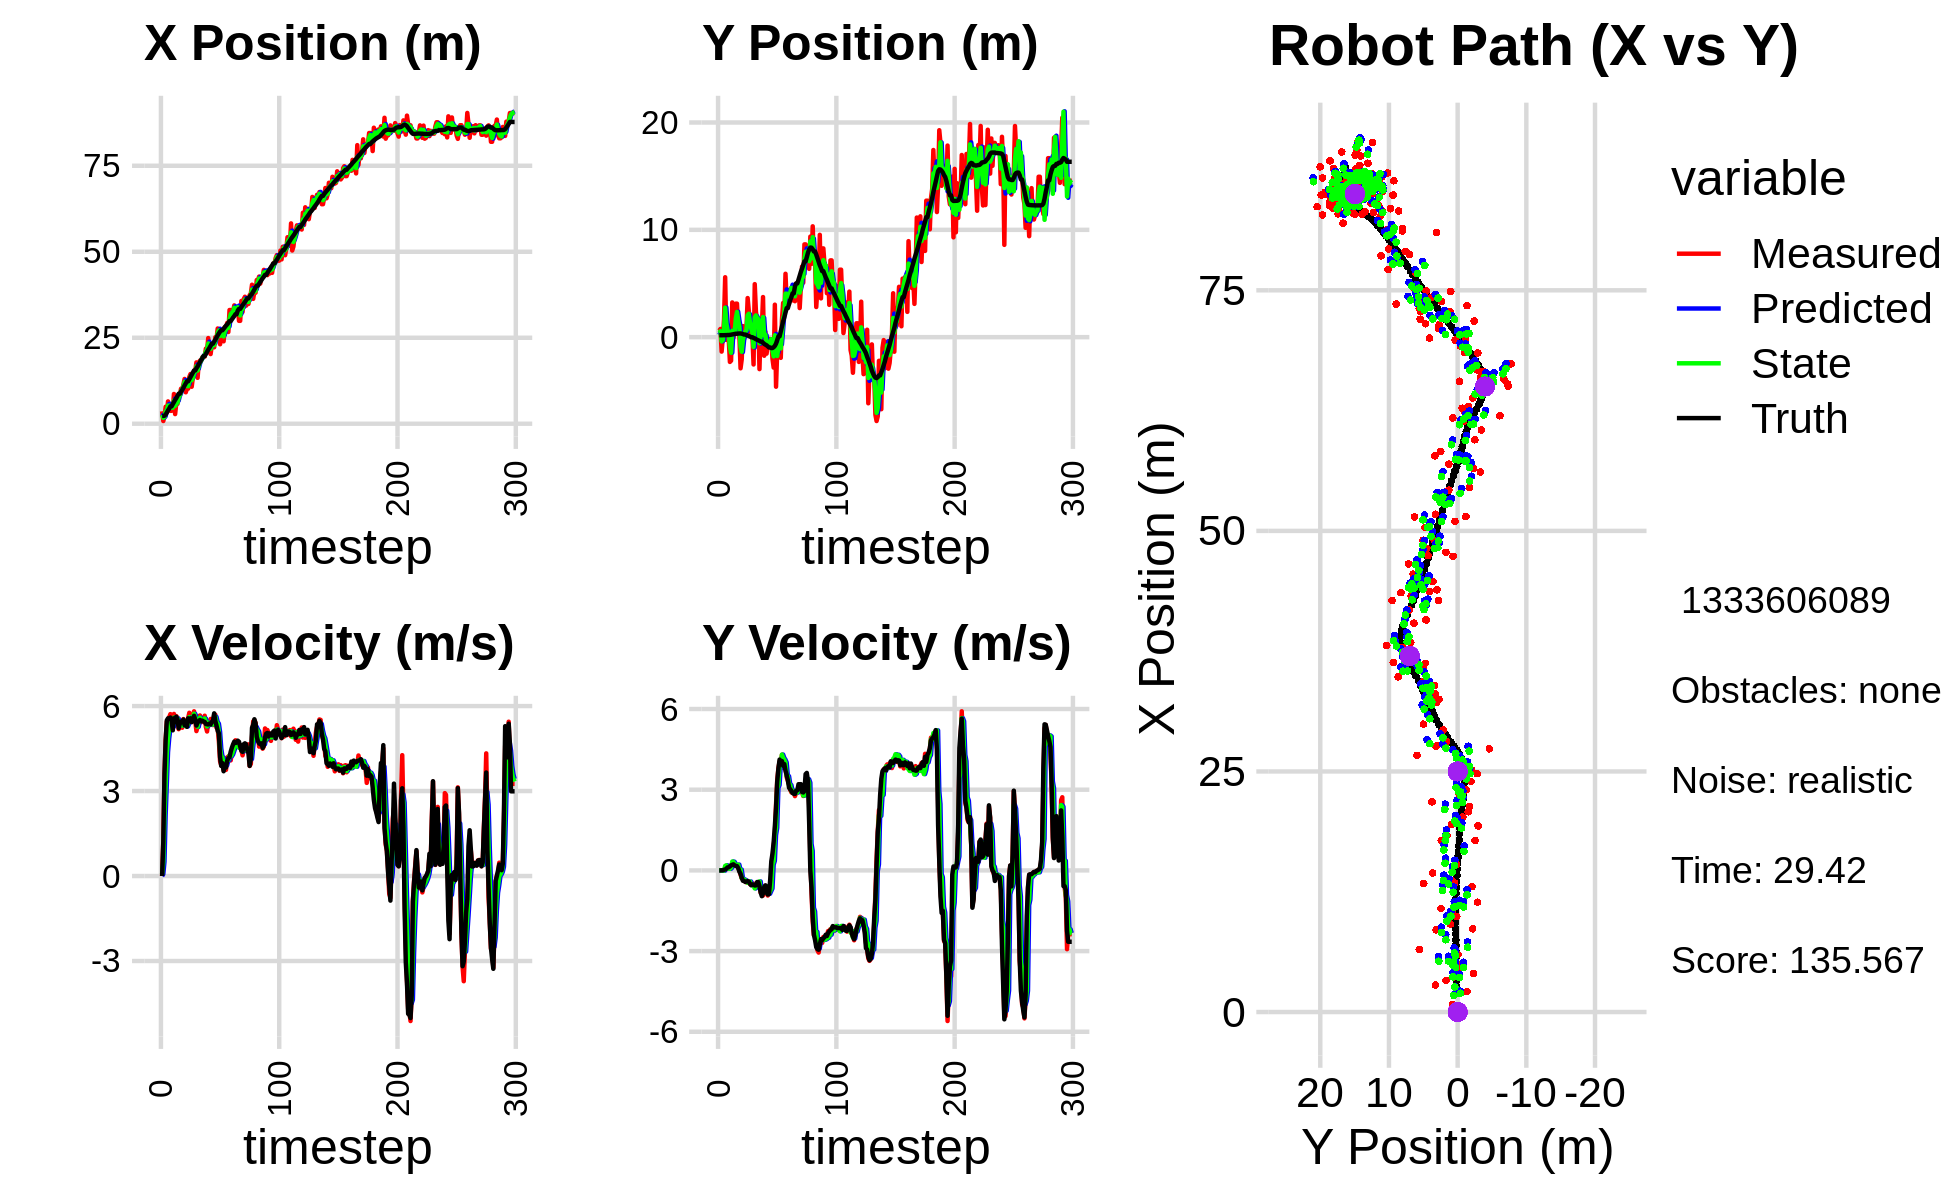 X Position (m)
75
50
25
0
0
100
200
300
timestep
Y Position (m)
20
10
0
0
100
200
300
timestep
X Velocity (m/s)
6
3
0
-3
0
100
200
300
timestep
Y Velocity (m/s)
6
3
0
-3
-6
0
100
200
300
timestep
Robot Path (X vs Y)
X Position (m)
75
50
25
0
20 10 0 -10 -20
Y Position (m)
variable
Measured
Predicted
State
Truth
1333606089
Obstacles: none
Noise: realistic
Time: 29.42
Score: 135.567